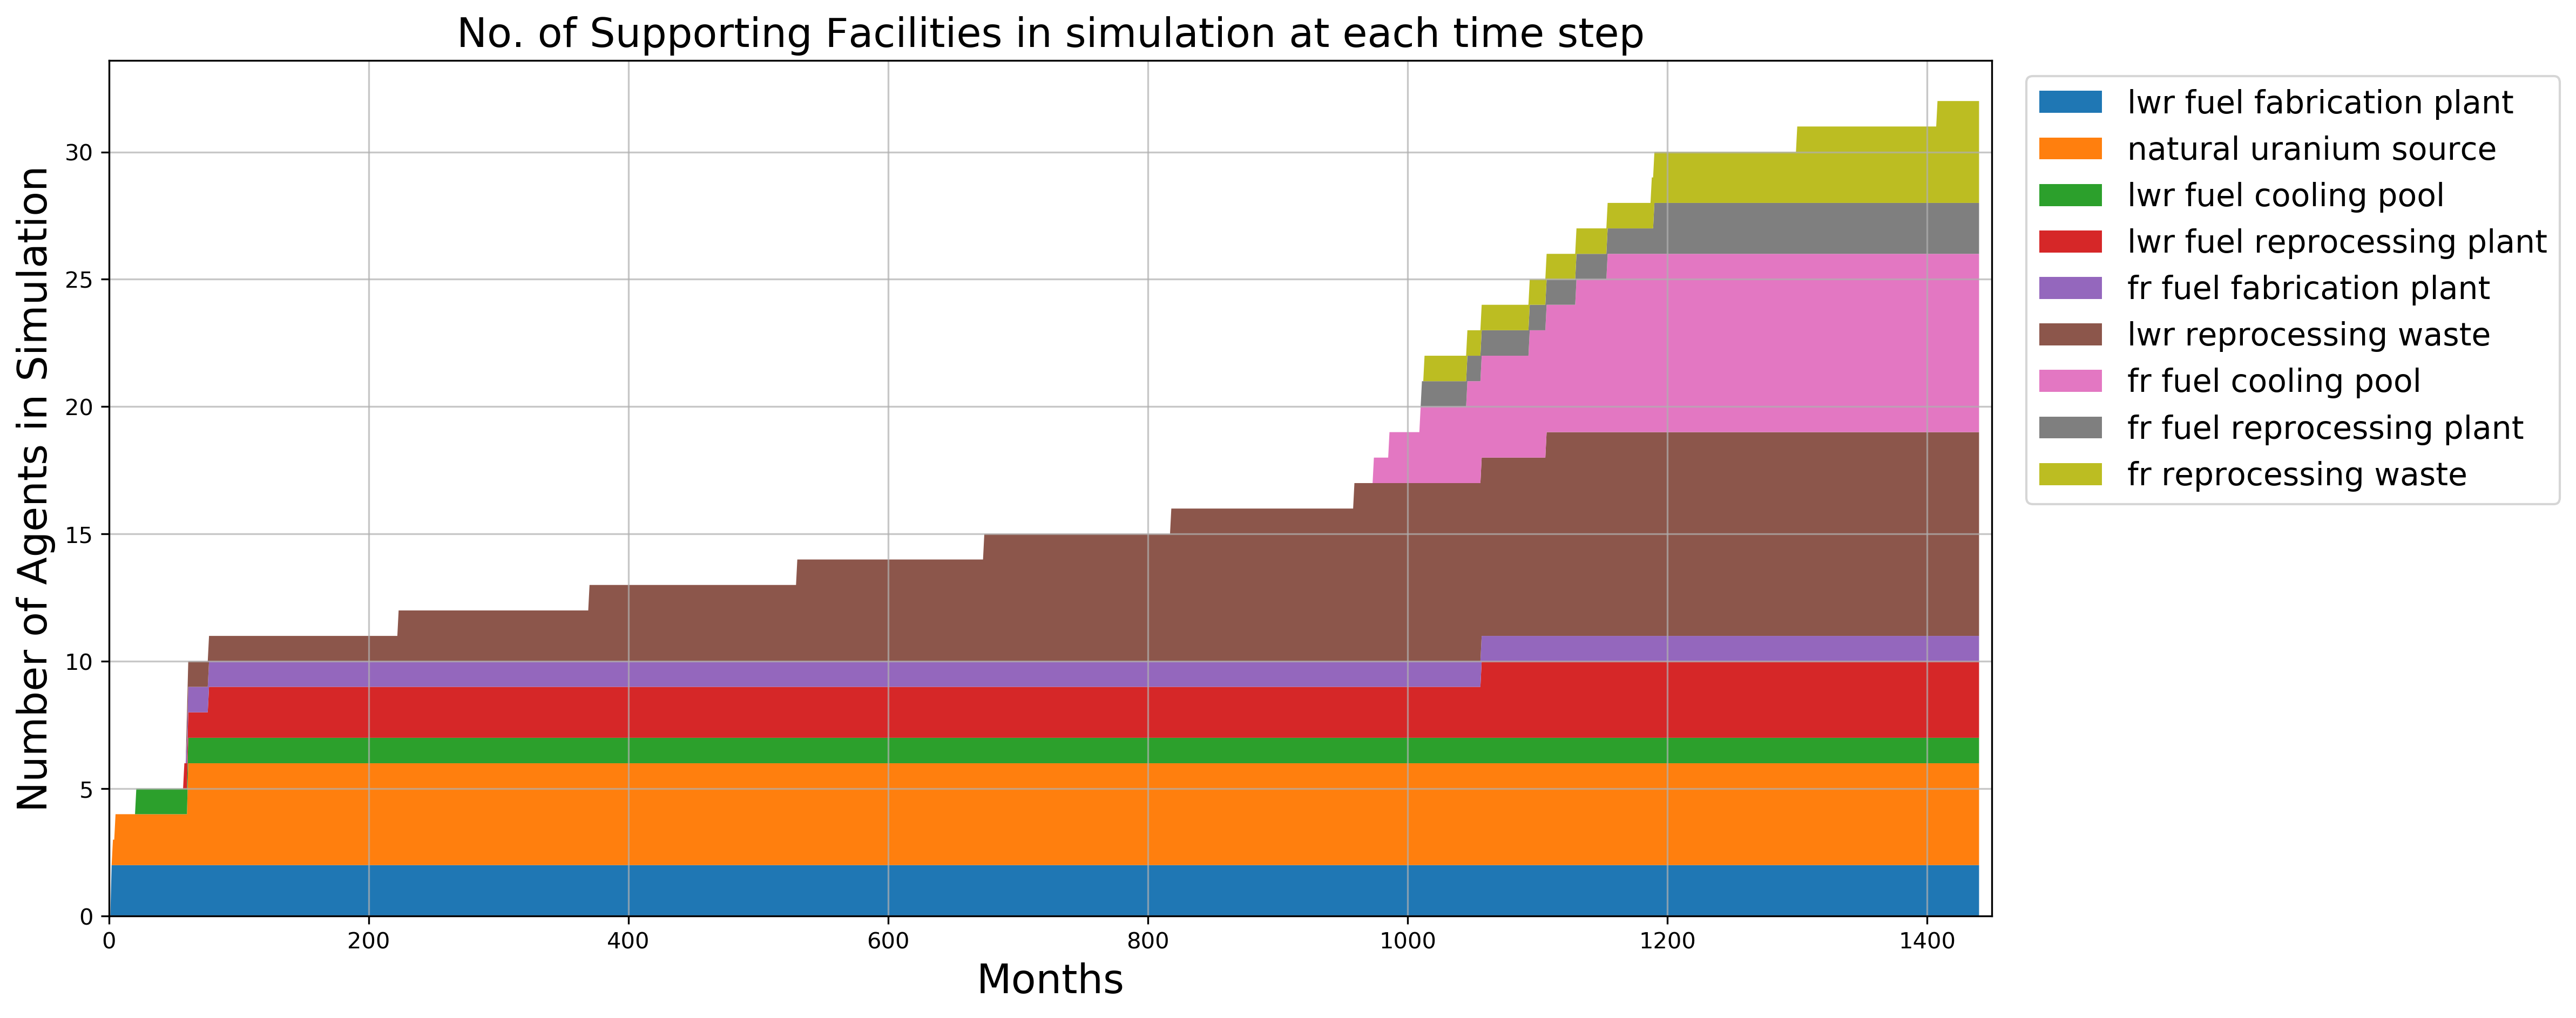 No. of Supporting Facilities in simulation at each time step
Number of Agents in Simulation
30
25
20
15
10
5
0
0 200 400 600 800 1000 1200 1400
Months
lwr fuel fabrication plant
natural uranium source
lwr fuel cooling pool
lwr fuel reprocessing plant
fr fuel fabrication plant
lwr reprocessing waste
fr fuel cooling pool
fr fuel reprocessing plant
fr reprocessing waste